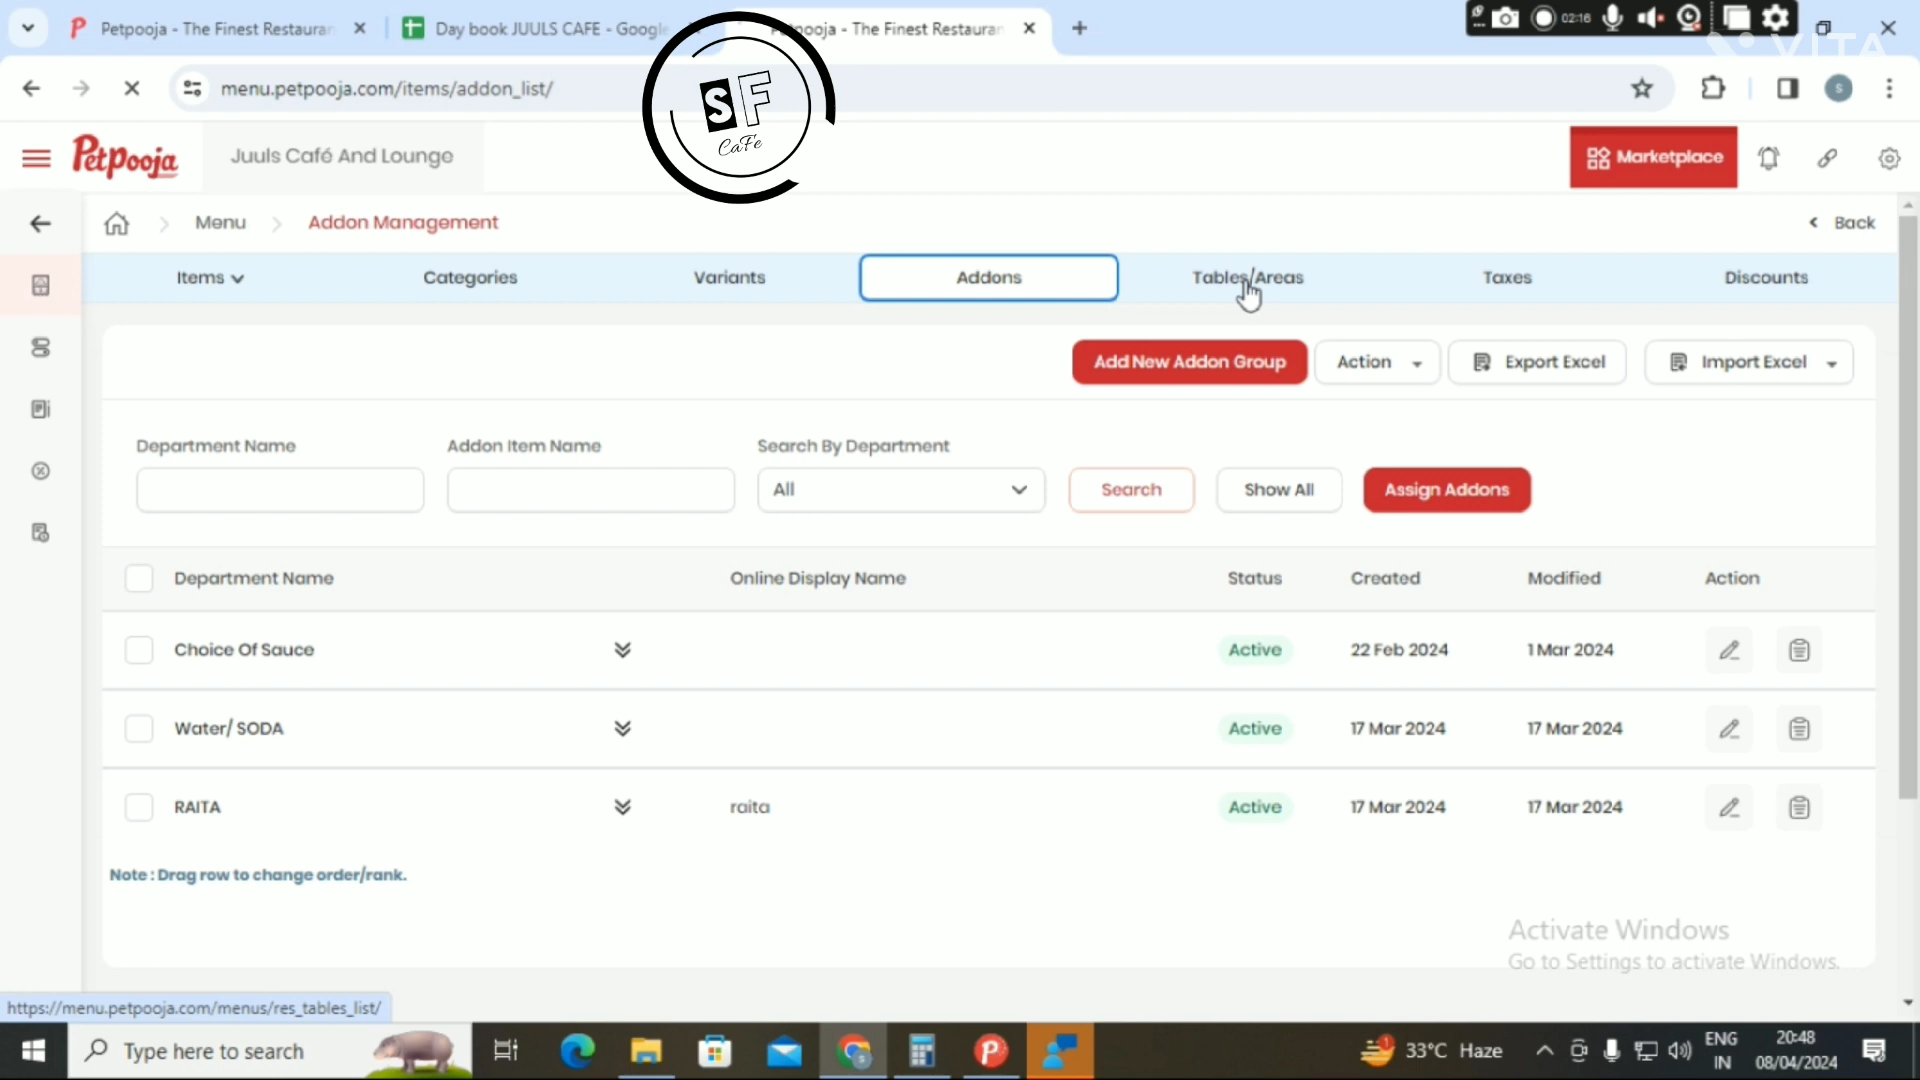 Petpooja - The Finest Restauran
Day book JUULS CAFE - Google
pooja - The Finest Restauran
02:16
VITA
menu.petpooja.com/items/addon_list/
S
SF
CaFe
Petpooja
Juuls Café And Lounge
Marketplace
Menu
Addon Management
Back
Items
Categories
Variants
Addons
Tables/Areas
Taxes
Discounts
Add New Addon Group
Action
Export Excel
Import Excel
Department Name
Addon Item Name
Search By Department
All
Search
Show All
Assign Addons
Department Name
Online Display Name
Status
Created
Modified
Action
Choice Of Sauce
Active
22 Feb 2024
1 Mar 2024
Water/ SODA
Active
17 Mar 2024
17 Mar 2024
RAITA
raita
Active
17 Mar 2024
17 Mar 2024
Note : Drag row to change order/rank.
Activate Windows
Go to Settings to activate Windows.
https://menu.petpooja.com/menus/res_tables_list/
Type here to search
33°C Haze
ENG
IN
20:48
08/04/2024